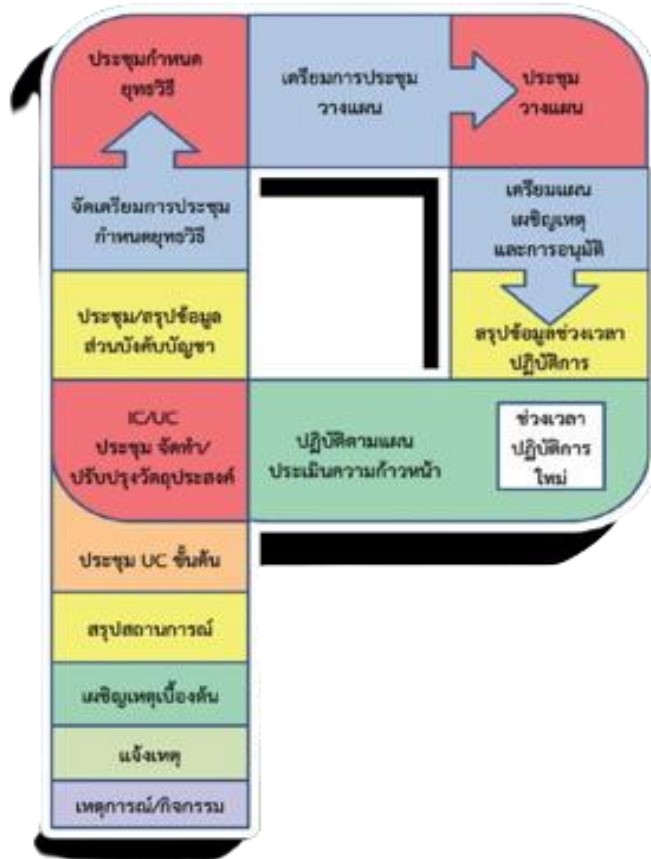 ประชุมกำหนด
ยุทธวิธี
เตรียมการประชุม
วางแผน
ประชุม
วางแผน
จัดเตรียมการประชุม
กำหนดยุทธวิธี
เตรียมแผน
เผชิญเหตุ
และการอนุมัติ
ประชุม/สรุปข้อมูล
ส่วนบังคับบัญชา
สรุปข้อมูลช่วงเวลา
ปฏิบัติการ
IC/UC
ประชุม จัดทำ/
ปรับปรุงวัตถุประสงค์
ปฏิบัติตามแผน
ประเมินความก้าวหน้า
ช่วงเวลา
ปฏิบัติการ
ใหม่
ประชุม UC ขั้นต้น
สรุปสถานการณ์
เผชิญเหตุเบื้องต้น
แจ้งเหตุ
เหตุการณ์/กิจกรรม